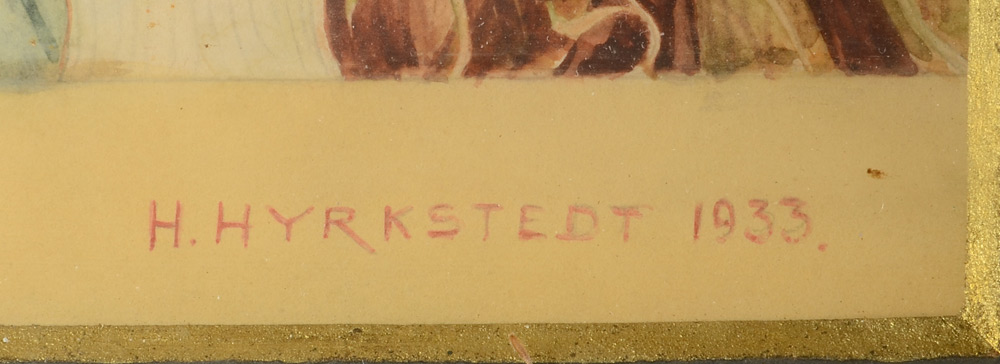 H. HYRKSTEDT 1933.